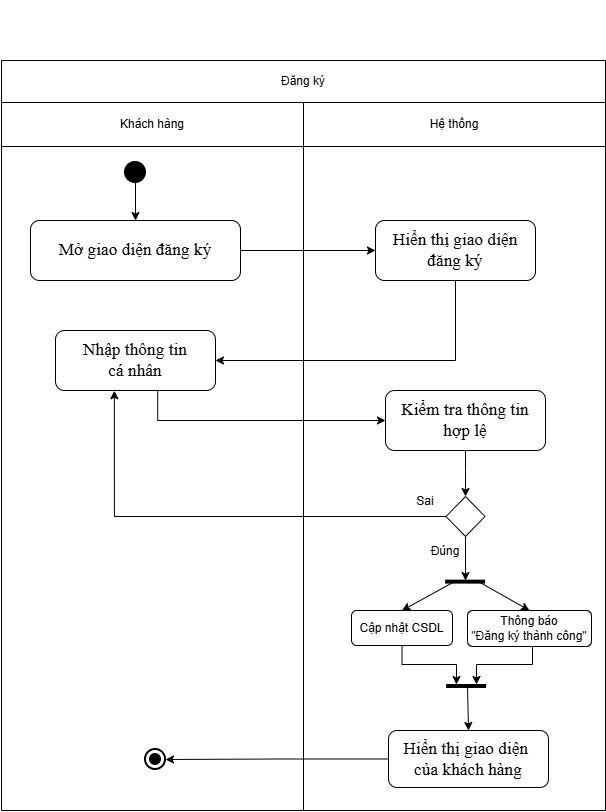 Đăng ký
Khách hàng
Hệ thống
Mở giao diện đăng ký
Hiển thị giao diện
đăng ký
Nhập thông tin
cá nhân
Kiểm tra thông tin
hợp lệ
Sai
Đúng
Cập nhật CSDL
Thông báo
"Đăng ký thành công"
Hiển thị giao diện
của khách hàng